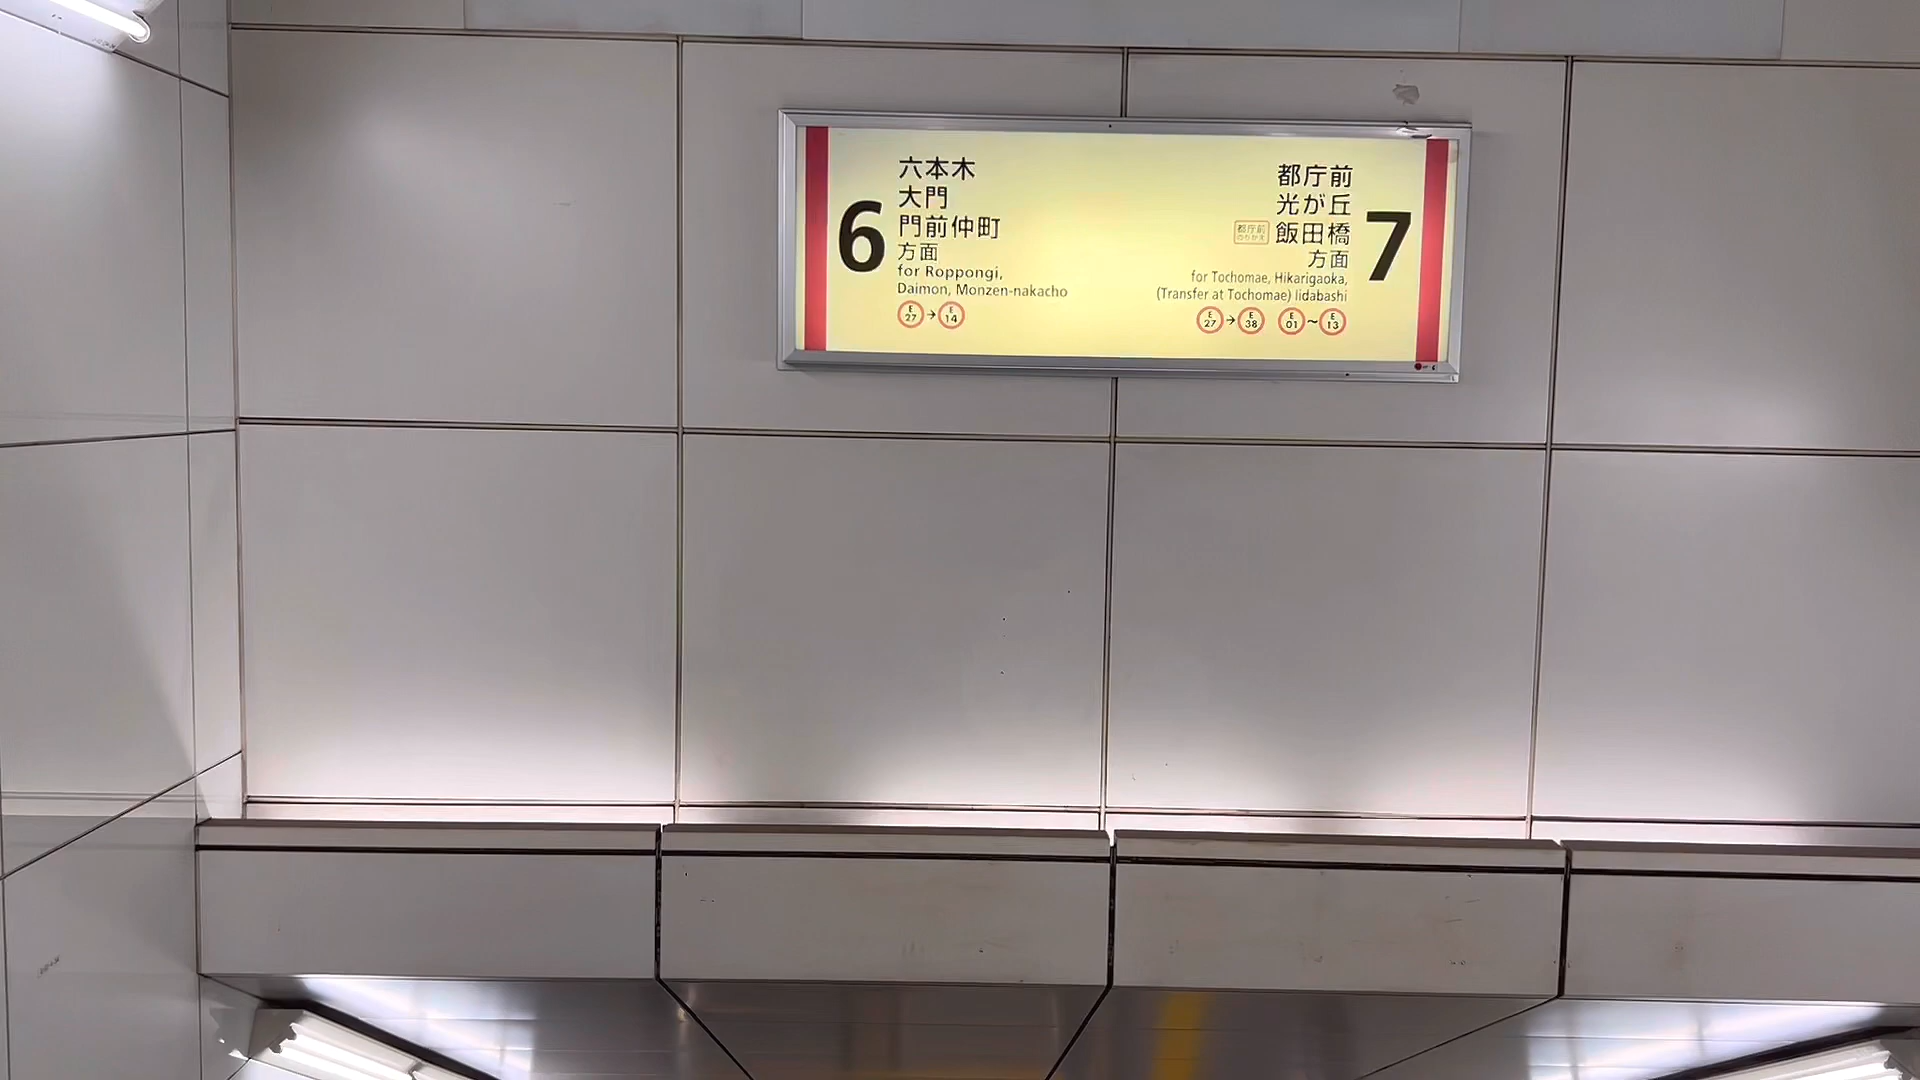 6
六本木
大門
門前仲町
方面
for Roppongi,
Daimon, Monzen-nakacho
E 27 → E 14
都庁前
光が丘
都庁前 のりかえ 飯田橋
方面
7
for Tochomae, Hikarigaoka,
(Transfer at Tochomae) Iidabashi
E 27 → E 38 E 01 ~ E 13